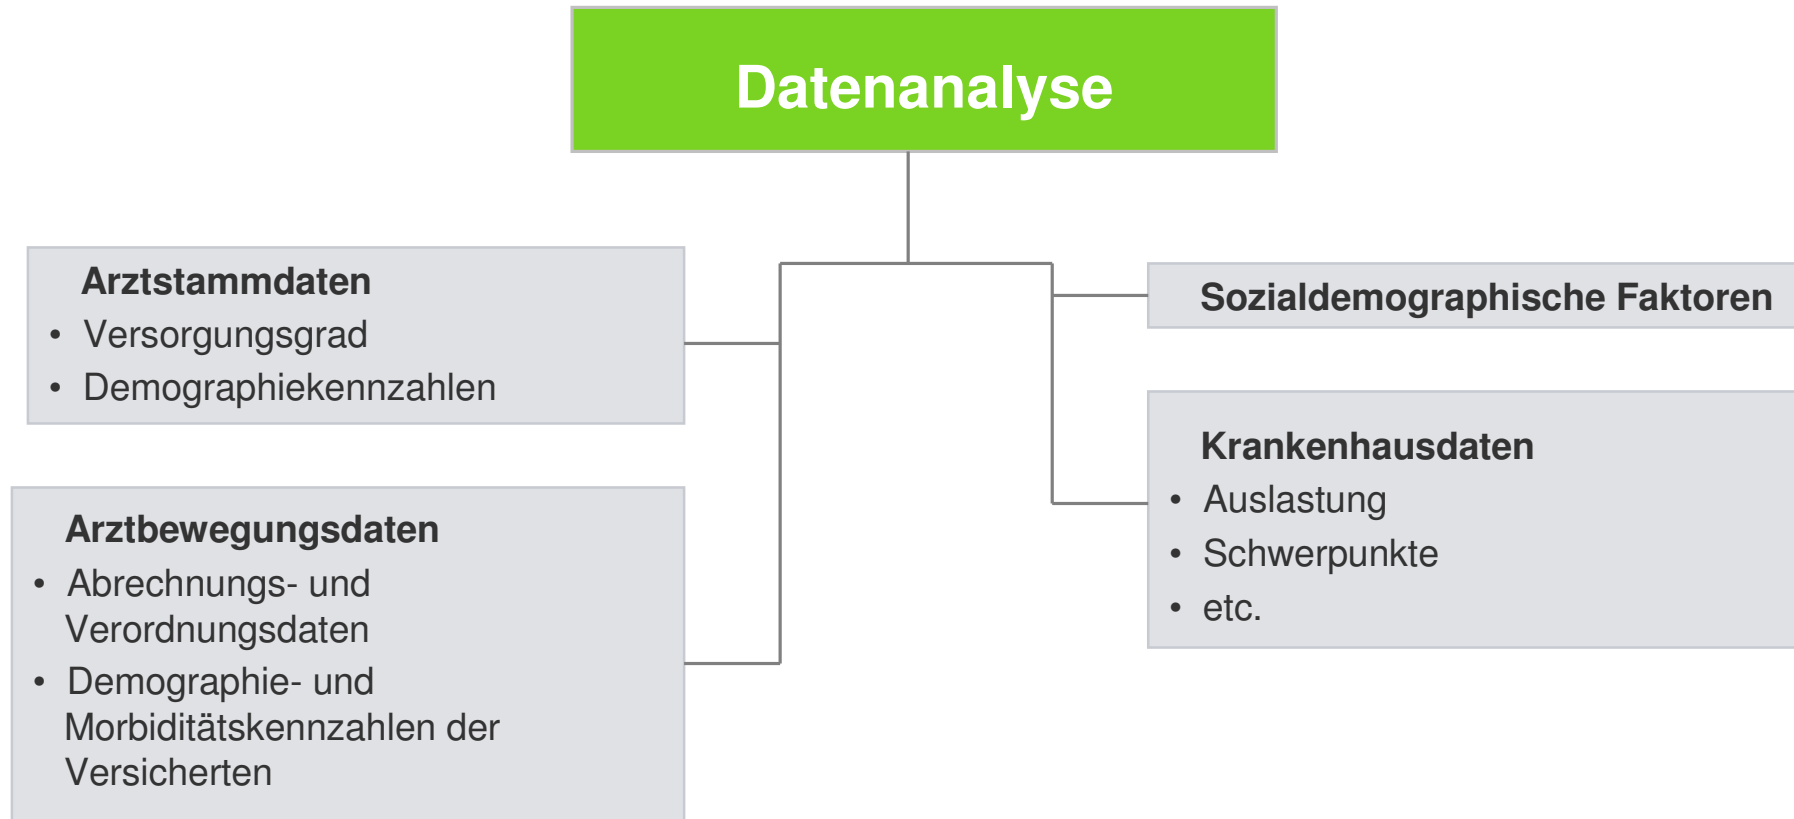 Datenanalyse
Arztstammdaten
• Versorgungsgrad
• Demographiekennzahlen
Arztbewegungsdaten
• Abrechnungs- und
Verordnungsdaten
• Demographie- und
Morbiditätskennzahlen der
Versicherten
Sozialdemographische Faktoren
Krankenhausdaten
• Auslastung
• Schwerpunkte
• etc.